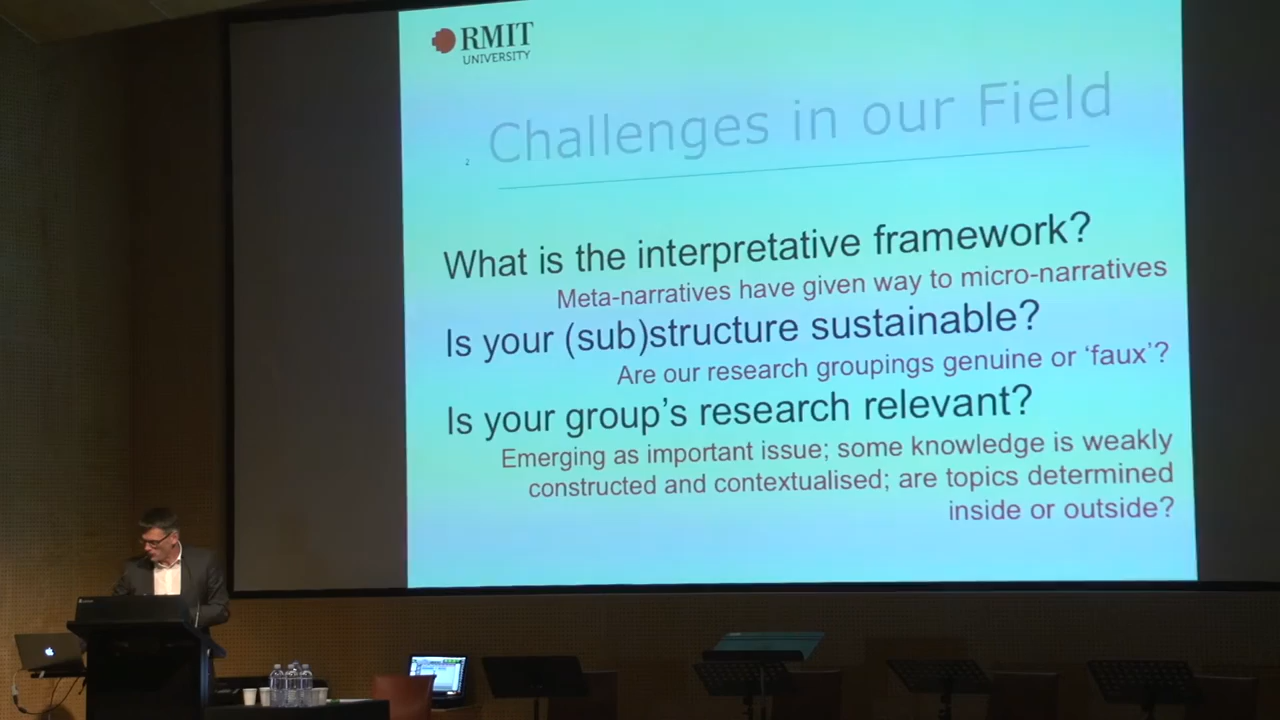 RMIT
UNIVERSITY
Challenges in our Field
2
What is the interpretative framework?
Meta-narratives have given way to micro-narratives
Is your (sub)structure sustainable?
Are our research groupings genuine or ‘faux’?
Is your group’s research relevant?
Emerging as important issue; some knowledge is weakly
constructed and contextualised; are topics determined
inside or outside?